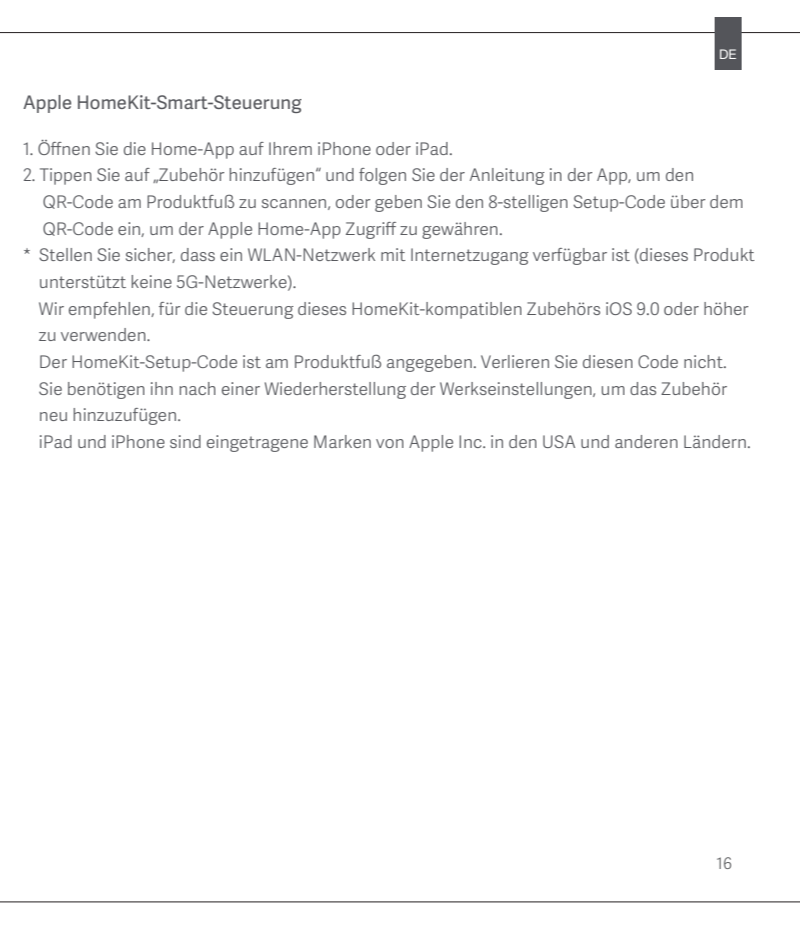 DE
Apple HomeKit-Smart-Steuerung
1. Öffnen Sie die Home-App auf Ihrem iPhone oder iPad.
2. Tippen Sie auf „Zubehör hinzufügen“ und folgen Sie der Anleitung in der App, um den
QR-Code am Produktfuß zu scannen, oder geben Sie den 8-stelligen Setup-Code über dem
QR-Code ein, um der Apple Home-App Zugriff zu gewähren.
* Stellen Sie sicher, dass ein WLAN-Netzwerk mit Internetzugang verfügbar ist (dieses Produkt
unterstützt keine 5G-Netzwerke).
Wir empfehlen, für die Steuerung dieses HomeKit-kompatiblen Zubehörs iOS 9.0 oder höher
zu verwenden.
Der HomeKit-Setup-Code ist am Produktfuß angegeben. Verlieren Sie diesen Code nicht.
Sie benötigen ihn nach einer Wiederherstellung der Werkseinstellungen, um das Zubehör
neu hinzuzufügen.
iPad und iPhone sind eingetragene Marken von Apple Inc. in den USA und anderen Ländern.
16